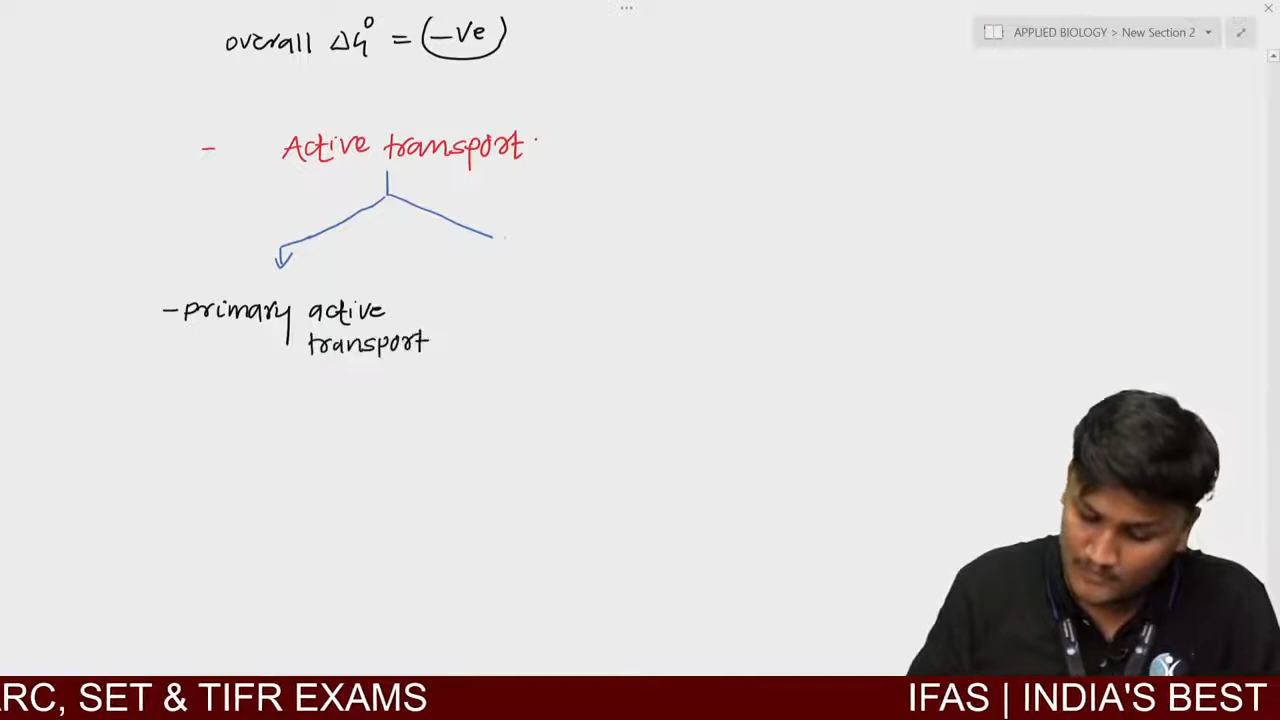 overall ΔG° = (-ve)
APPLIED BIOLOGY > New Section 2
- Active transport.
- primary active
transport
ARC, SET & TIFR EXAMS
IFAS | INDIA'S BEST